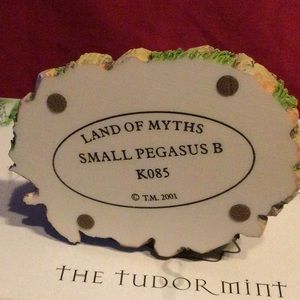 LAND OF MYTHS
SMALL PEGASUS B
K085
© T.M. 2001
THE TUDOR MINT